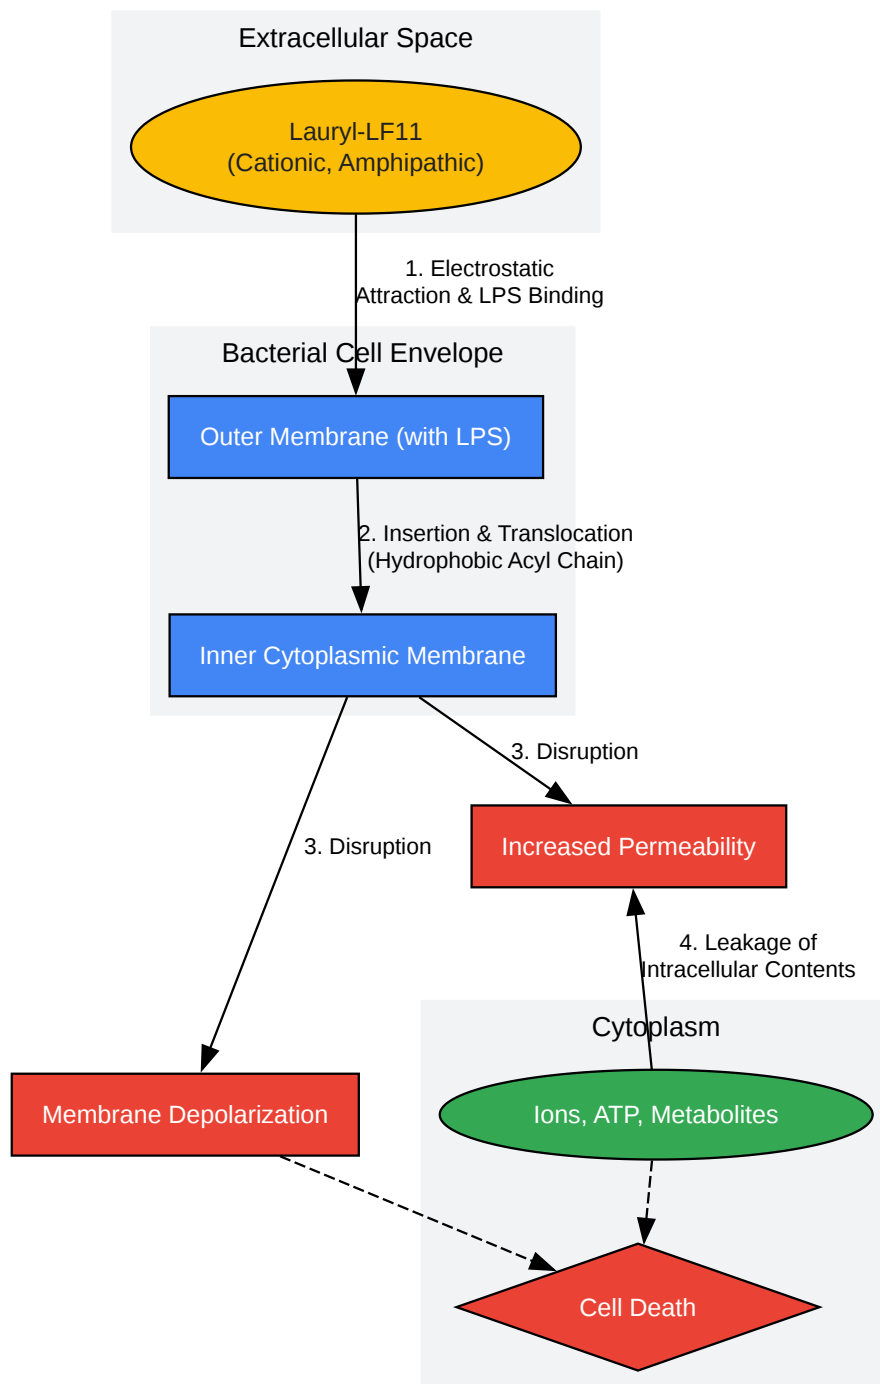 Extracellular Space
Lauryl-LF11
(Cationic, Amphipathic)
1. Electrostatic
Attraction & LPS Binding
Bacterial Cell Envelope
Outer Membrane (with LPS)
2. Insertion & Translocation
(Hydrophobic Acyl Chain)
Inner Cytoplasmic Membrane
3. Disruption
Increased Permeability
3. Disruption
4. Leakage of
Intracellular Contents
Cytoplasm
Membrane Depolarization
Ions, ATP, Metabolites
Cell Death